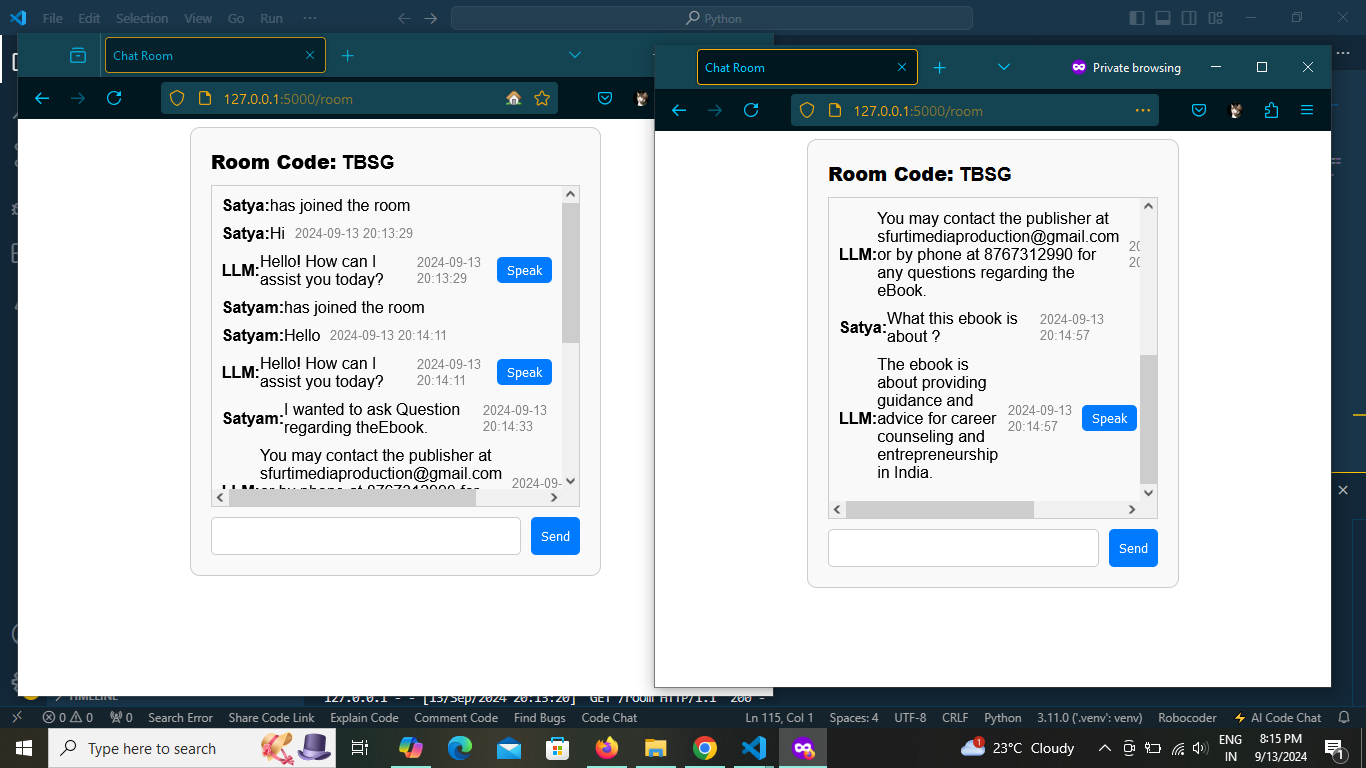 File Edit Selection View Go Run ··· Python
Chat Room
127.0.0.1:5000/room
Room Code: TBSG
Satya:has joined the room
Satya:Hi 2024-09-13 20:13:29
LLM:Hello! How can I assist you today? 2024-09-13 20:13:29 Speak
Satyam:has joined the room
Satyam:Hello 2024-09-13 20:14:11
LLM:Hello! How can I assist you today? 2024-09-13 20:14:11 Speak
Satyam:I wanted to ask Question regarding theEbook. 2024-09-13 20:14:33
You may contact the publisher at
sfurtimediaproduction@gmail.com 2024-09-
LLM:or by phone at 8767312990 for
Send
Chat Room Private browsing
127.0.0.1:5000/room
Room Code: TBSG
You may contact the publisher at
sfurtimediaproduction@gmail.com
LLM:or by phone at 8767312990 for
any questions regarding the
eBook.
Satya:What this ebook is about ? 2024-09-13 20:14:57
The ebook is
about providing
guidance and
advice for career
LLM:counseling and 2024-09-13 20:14:57 Speak
entrepreneurship
in India.
Send
TIMELINE 127.0.0.1 - - [13/Sep/2024 20:13:20] "GET /room HTTP/1.1" 200 -
0 0 0 Search Error Share Code Link Explain Code Comment Code Find Bugs Code Chat Ln 115, Col 1 Spaces: 4 UTF-8 CRLF Python 3.11.0 ('.venv': venv) Robocoder AI Code Chat
Type here to search 1 23°C Cloudy ENG IN 8:15 PM 9/13/2024 1